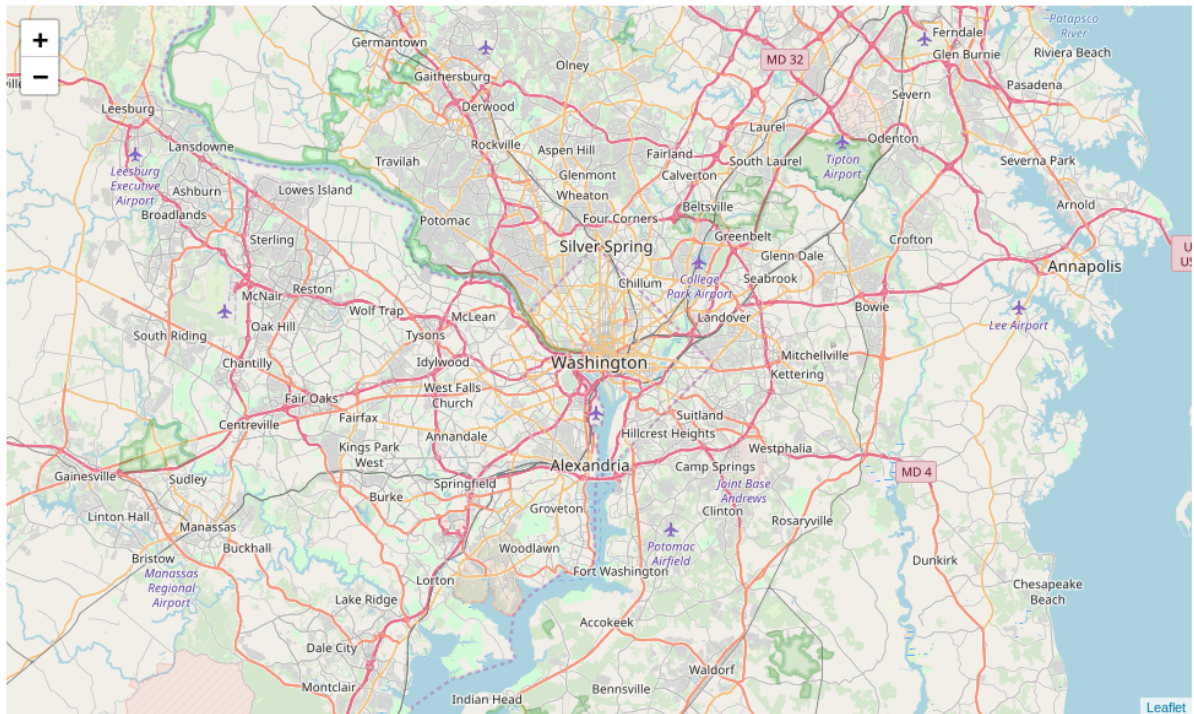 +
−
Patapsco
River
Germantown
Ferndale
Glen Burnie
Riviera Beach
Olney
MD 32
Gaithersburg
Pasadena
Severn
Leesburg
Derwood
Laurel
Odenton
Rockville
Lansdowne
Aspen Hill
Fairland
South Laurel
Tipton
Airport
Severna Park
Travilah
Leesburg
Executive
Airport
Glenmont
Calverton
Ashburn
Lowes Island
Wheaton
Beltsville
Arnold
Broadlands
Potomac
Four Corners
Sterling
Silver Spring
Greenbelt
Crofton
Glenn Dale
Annapolis
College
Park Airport
Seabrook
Chillum
McNair
Reston
Bowie
Wolf Trap
McLean
Landover
Lee Airport
Oak Hill
South Riding
Tysons
Mitchellville
Chantilly
Idylwood
Washington
Kettering
West Falls
Church
Fair Oaks
Fairfax
Suitland
Centreville
Annandale
Hillcrest Heights
Kings Park
West
Westphalia
Alexandria
Camp Springs
MD 4
Gainesville
Sudley
Springfield
Joint Base
Andrews
Burke
Groveton
Clinton
Linton Hall
Manassas
Rosaryville
Buckhall
Woodlawn
Potomac
Airfield
Bristow
Manassas
Regional
Airport
Dunkirk
Lorton
Fort Washington
Chesapeake
Beach
Lake Ridge
Accokeek
Dale City
Waldorf
Montclair
Bennsville
Indian Head
Leaflet